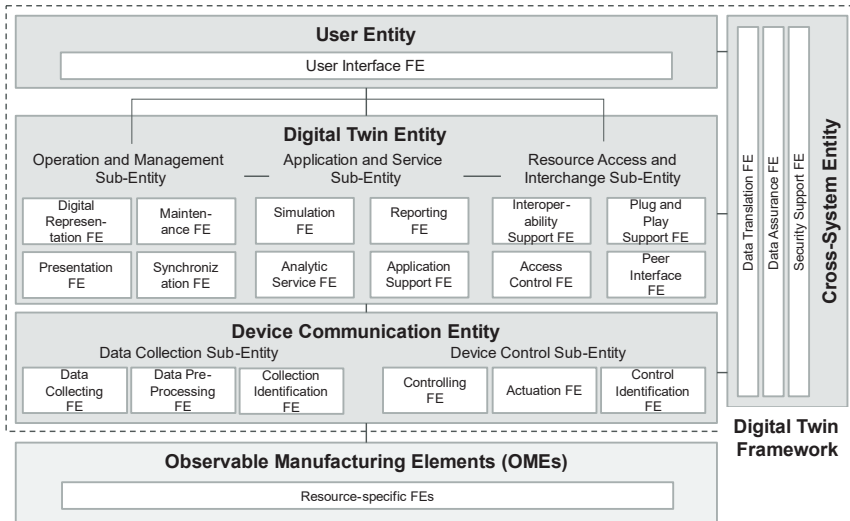 User Entity
User Interface FE
Digital Twin Entity
Operation and Management
Sub-Entity
Application and Service
Sub-Entity
Resource Access and
Interchange Sub-Entity
Digital
Represen-
tation FE
Mainten-
ance FE
Simulation
FE
Reporting
FE
Interoper-
ability
Support FE
Plug and
Play
Support FE
Presentation
FE
Synchroniz
ation FE
Analytic
Service FE
Application
Support FE
Access
Control FE
Peer
Interface
FE
Device Communication Entity
Data Collection Sub-Entity
Device Control Sub-Entity
Data
Collecting
FE
Data Pre-
Processing
FE
Collection
Identification
FE
Controlling
FE
Actuation FE
Control
Identification
FE
Data Translation FE
Data Assurance FE
Security Support FE
Cross-System Entity
Digital Twin
Framework
Observable Manufacturing Elements (OMEs)
Resource-specific FEs